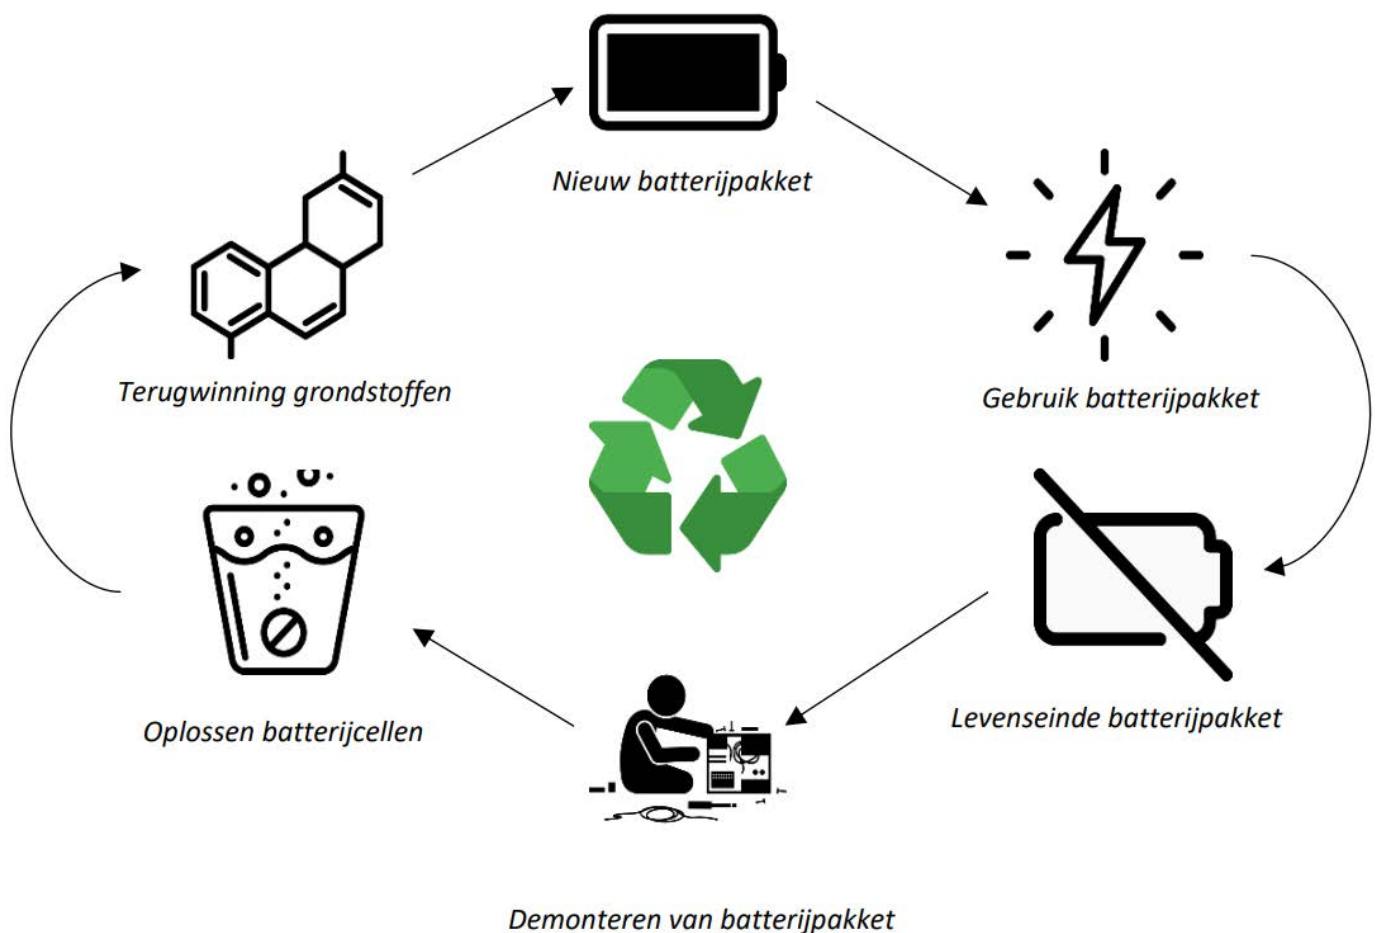 Nieuw batterijpakket
Terugwinning grondstoffen
Gebruik batterijpakket
Levenseinde batterijpakket
Oplossen batterijcellen
Demonteren van batterijpakket